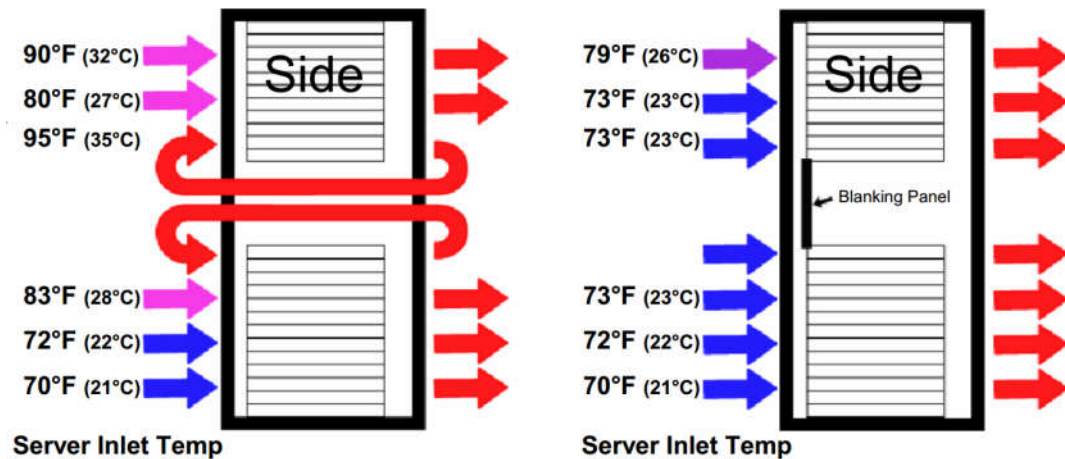 90°F (32°C)
80°F (27°C)
95°F (35°C)
Side
83°F (28°C)
72°F (22°C)
70°F (21°C)
Server Inlet Temp
79°F (26°C)
73°F (23°C)
73°F (23°C)
Side
Blanking Panel
73°F (23°C)
72°F (22°C)
70°F (21°C)
Server Inlet Temp